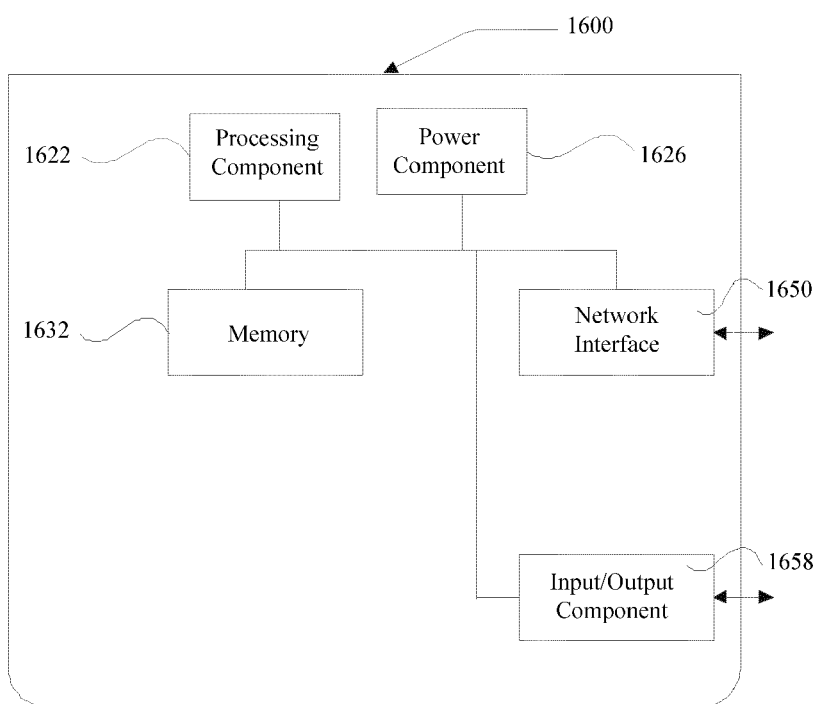 1600
Processing
Component
Power
Component
1622
1626
1650
1632
Memory
Network
Interface
1658
Input/Output
Component